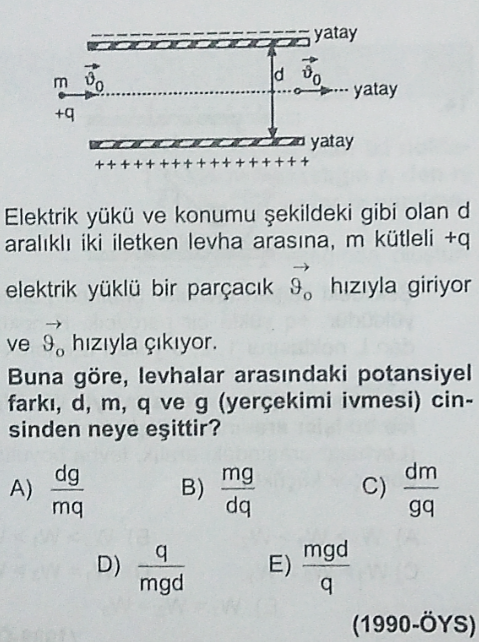 yatay
m ϑ₀ d ϑ₀
yatay
+q
yatay
+ + + + + + + + + + + + + + + + +
Elektrik yükü ve konumu şekildeki gibi olan d
aralıklı iki iletken levha arasına, m kütleli +q
elektrik yüklü bir parçacık ϑ₀ hızıyla giriyor
ve ϑ₀ hızıyla çıkıyor.
Buna göre, levhalar arasındaki potansiyel
farkı, d, m, q ve g (yerçekimi ivmesi) cin-
sinden neye eşittir?
A) dg/mq B) mg/dq C) dm/gq
D) q/mgd E) mgd/q
(1990-ÖYS)